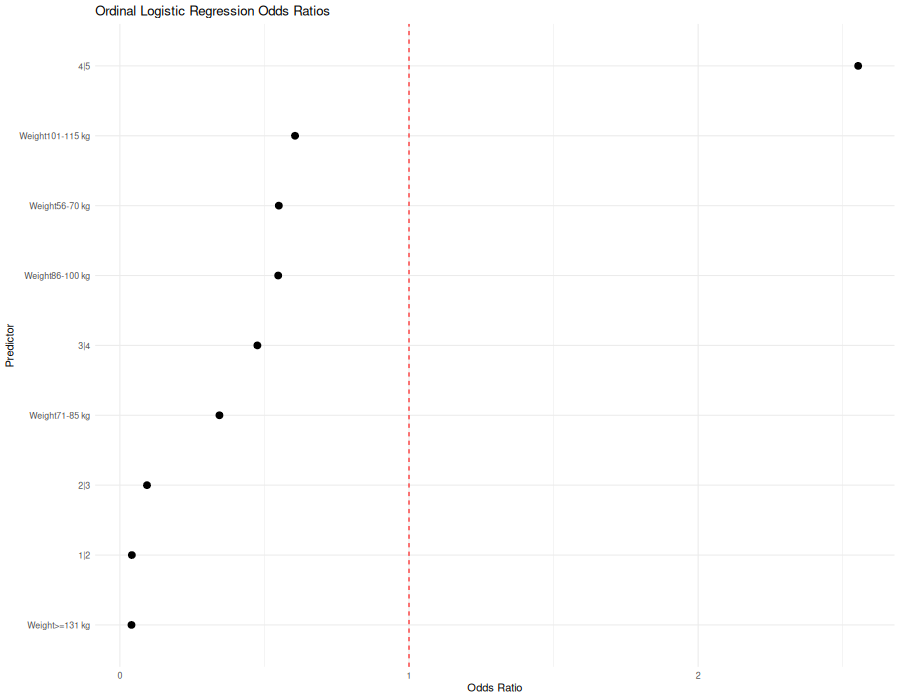 Ordinal Logistic Regression Odds Ratios
4|5
Weight101-115 kg
Weight56-70 kg
Weight86-100 kg
3|4
Weight71-85 kg
2|3
1|2
Weight>=131 kg
Predictor
0
1
2
Odds Ratio